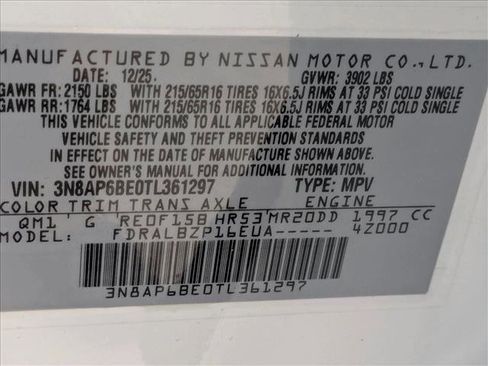 MANUFACTURED BY NISSAN MOTOR CO., LTD.
DATE: 12/25. GVWR: 3902 LBS
GAWR FR: 2150 LBS WITH 215/65R16 TIRES 16X6.5J RIMS AT 33 PSI COLD SINGLE
GAWR RR: 1764 LBS WITH 215/65R16 TIRES 16X6.5J RIMS AT 33 PSI COLD SINGLE
THIS VEHICLE CONFORMS TO ALL APPLICABLE FEDERAL MOTOR
VEHICLE SAFETY AND THEFT PREVENTION STANDARDS
IN EFFECT ON THE DATE OF MANUFACTURE SHOWN ABOVE.
SEE OWNER'S MANUAL FOR ADDITIONAL INFORMATION.
VIN: 3N8AP6BE0TL361297 TYPE: MPV
COLOR TRIM TRANS AXLE ENGINE
QM1 G RE0F15B HR53 MR20DD 1997 CC
MODEL: FDRALBZP16EUA----- 4Z000
3N8AP6BE0TL361297